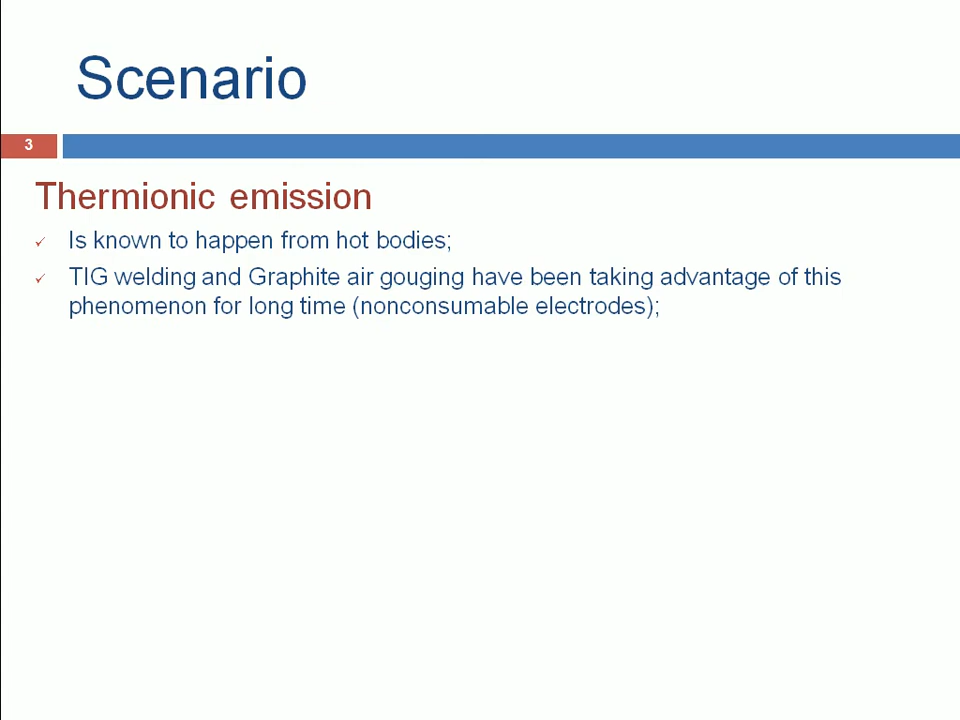 Scenario
3
Thermionic emission
✓ Is known to happen from hot bodies;
✓ TIG welding and Graphite air gouging have been taking advantage of this
phenomenon for long time (nonconsumable electrodes);